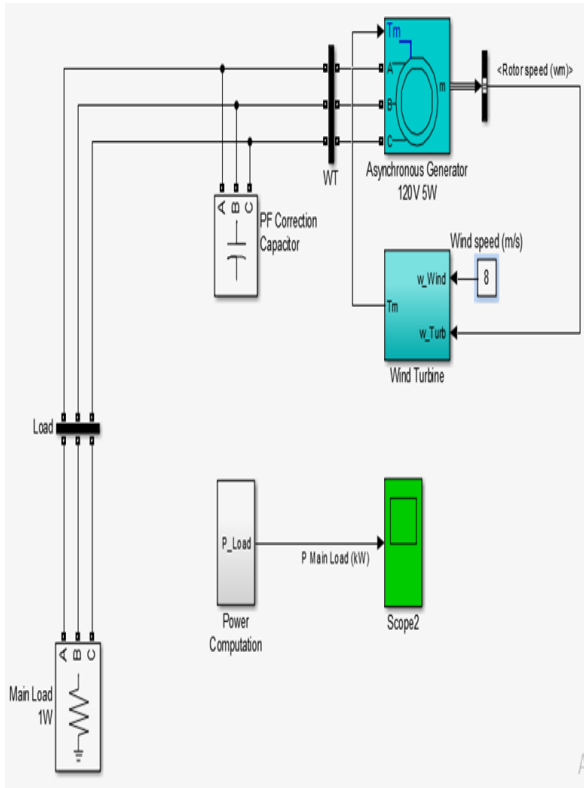 Tm
<Rotor speed (wm)>
A
B
C
m
WT
Asynchronous Generator
120V 5W
A B C
PF Correction
Capacitor
Wind speed (m/s)
w_Wind
8
Tm
w_Turb
Wind Turbine
Load
P_Load
P Main Load (kW)
Power
Computation
Scope2
A B C
Main Load
1W